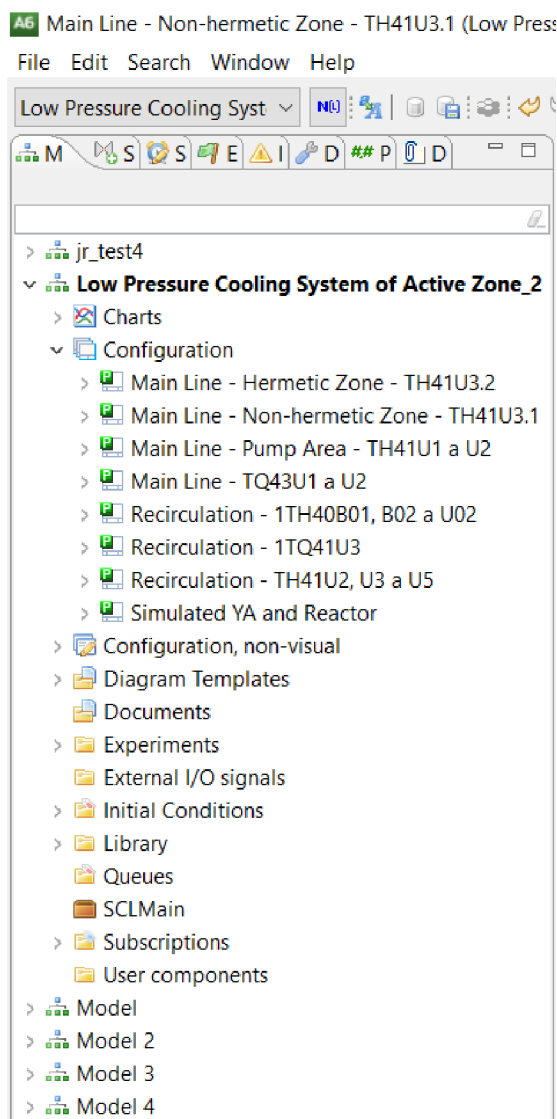 A6 Main Line - Non-hermetic Zone - TH41U3.1 (Low Press
File Edit Search Window Help
Low Pressure Cooling Syst N(t)
M S S E I D ## P D
jr_test4
Low Pressure Cooling System of Active Zone_2
Charts
Configuration
P Main Line - Hermetic Zone - TH41U3.2
P Main Line - Non-hermetic Zone - TH41U3.1
P Main Line - Pump Area - TH41U1 a U2
P Main Line - TQ43U1 a U2
P Recirculation - 1TH40B01, B02 a U02
P Recirculation - 1TQ41U3
P Recirculation - TH41U2, U3 a U5
P Simulated YA and Reactor
Configuration, non-visual
Diagram Templates
Documents
Experiments
External I/O signals
Initial Conditions
Library
Queues
SCLMain
Subscriptions
User components
Model
Model 2
Model 3
Model 4